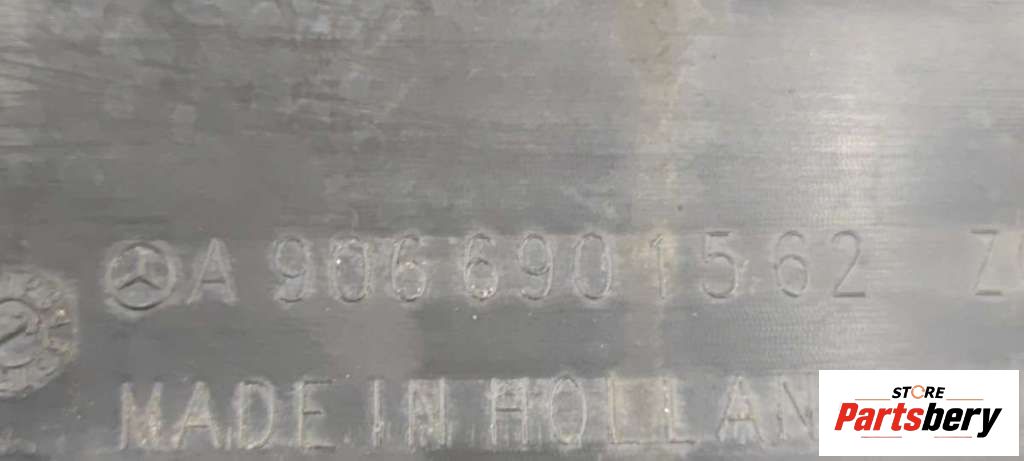 A 906 690 15 62
MADE IN HOLLAN
STORE
Partsbery